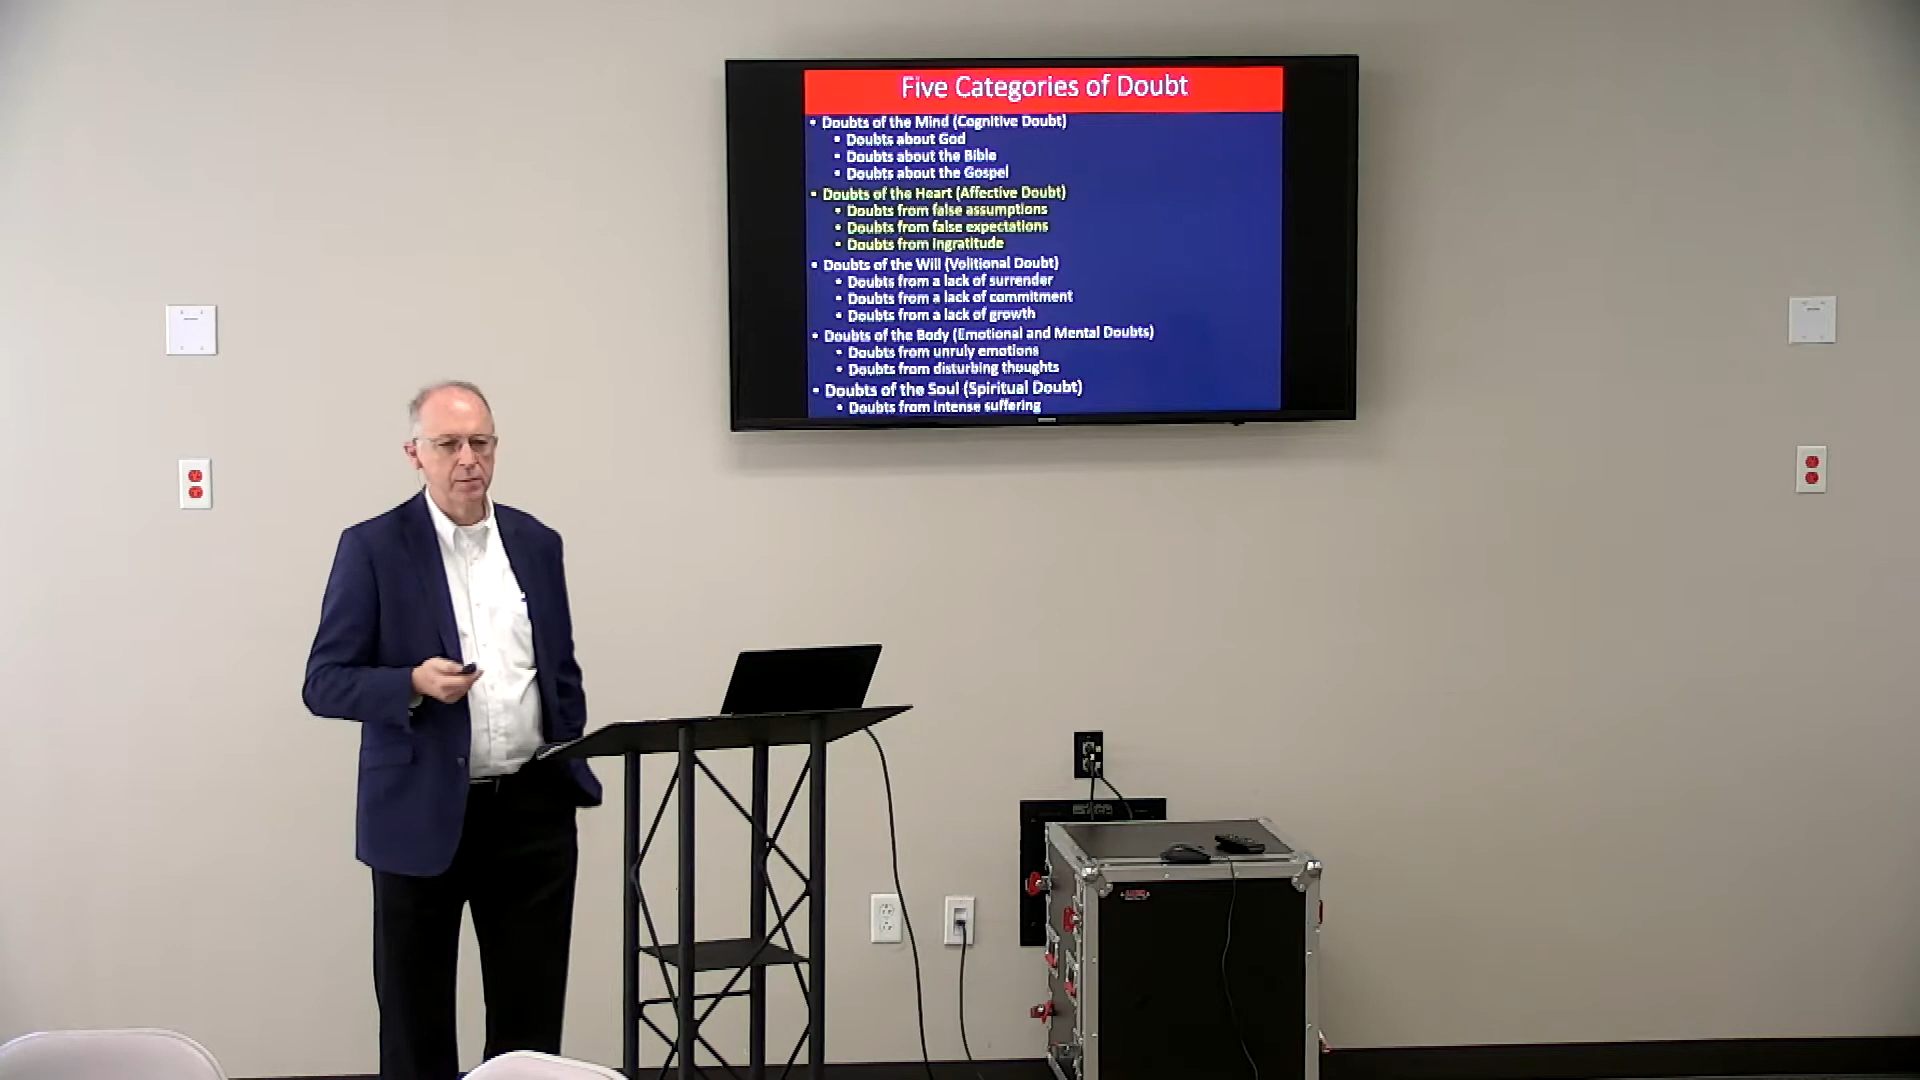 Five Categories of Doubt
• Doubts of the Mind (Cognitive Doubt)
• Doubts about God
• Doubts about the Bible
• Doubts about the Gospel
• Doubts of the Heart (Affective Doubt)
• Doubts from false assumptions
• Doubts from false expectations
• Doubts from ingratitude
• Doubts of the Will (Volitional Doubt)
• Doubts from a lack of surrender
• Doubts from a lack of commitment
• Doubts from a lack of growth
• Doubts of the Body (Emotional and Mental Doubts)
• Doubts from unruly emotions
• Doubts from disturbing thoughts
• Doubts of the Soul (Spiritual Doubt)
• Doubts from intense suffering